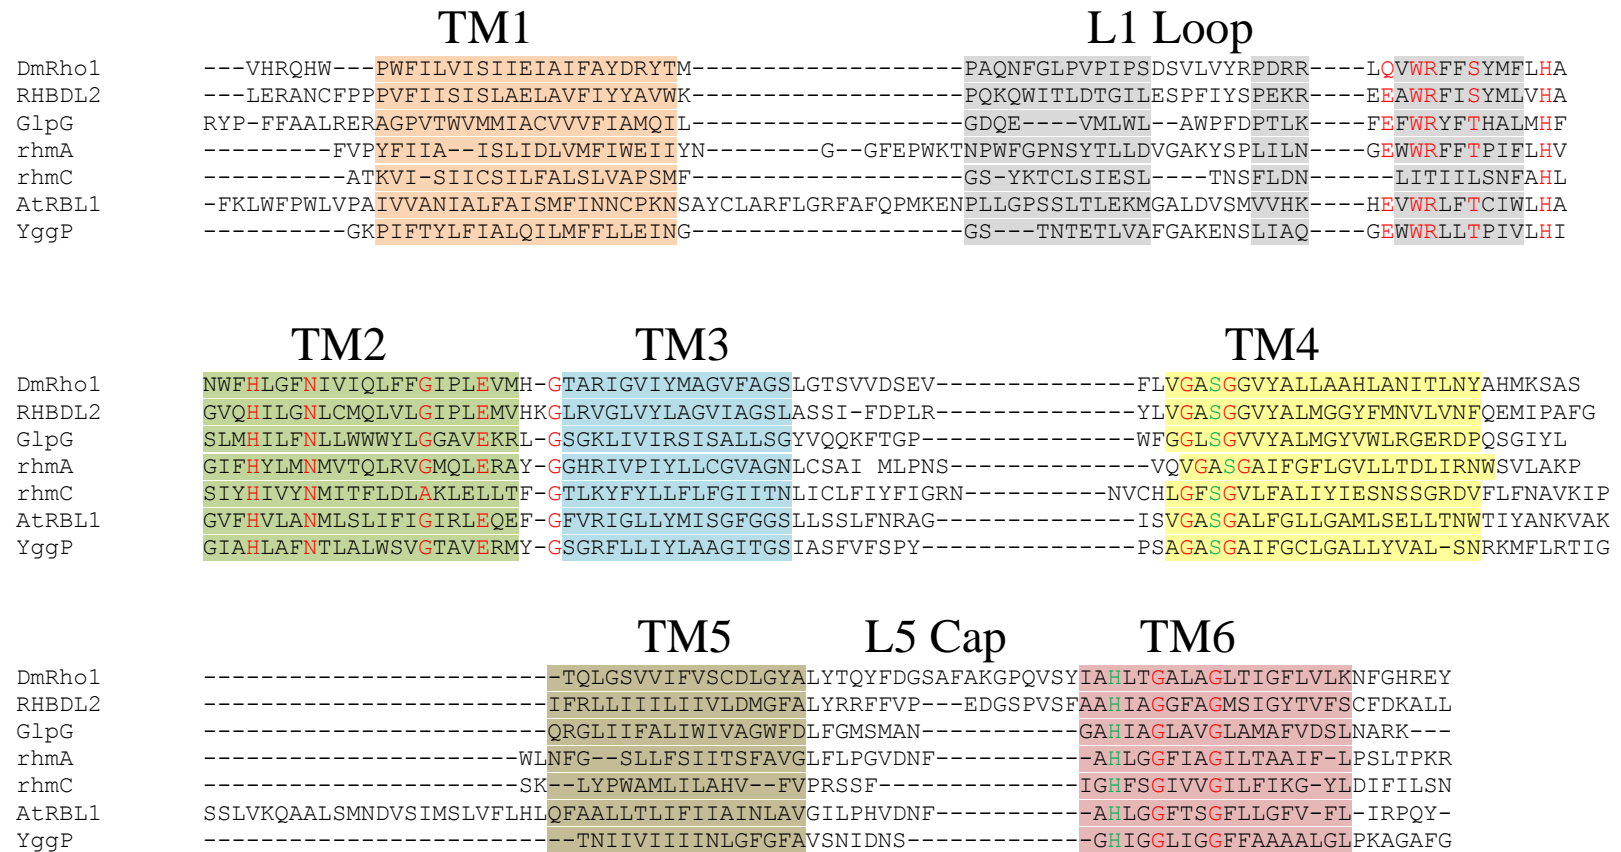 TM1 L1 Loop
DmRho1 ---VHRQHW---PWFILVISIIEIAIFAYDRYTM-------------------PAQNFGLPVPIPSDSVLVYRPDRR----LQVWRFFSYMFLHA
RHBDL2 ---LERANCFPPPVFIISISLAELAVFIYYAVWK-------------------PQKQWITLDTGILESPFIYSPEKR----EEAWRFISYMLVHA
GlpG RYP-FFAALRERAGPVTWVMMIACVVVFIAMQIL-------------------GDQE----VMLWL--AWPFDPTLK----FEFWRYFTHALMHF
rhmA ---------FVPYFIIA--ISLIDLVMFIWEIIYN--------G--GFEPWKTNPWFGPNSYTLLDVGAKYSPLILN----GEWWRFFTPIFLHV
rhmC ----------ATKVI-SIICSILFALSLVAPSMF-------------------GS-YKTCLSIESL----TNSFLDN------LITIILSNFAHL
AtRBL1 -FKLWFPWLVPAIVVANIALFAISMFINNCPKNSAYCLARFLGRFAFQPMKENPLLGPSSLTLEKMGALDVSMVVHK----HEVWRLFTCIWLHA
YggP ----------GKPIFTYLFIALQILMFFLLEING-------------------GS---TNTETLVAFGAKENSLIAQ----GEWWRLLTPIVLHI
TM2 TM3 TM4
DmRho1 NWFHLGFNIVIQLFFGIPLEVMH-GTARIGVIYMAGVFAGSLGTSVVDSEV--------------FLVGASGGVYALLAAHLANITLNYAHMKSAS
RHBDL2 GVQHILGNLCMQLVLGIPLEMVHKGLRVGLVYLAGVIAGSLASSI-FDPLR--------------YLVGASGGVYALMGGYFMNVLVNFQEMIPAFG
GlpG SLMHILFNLLWWWYLGGAVEKRL-GSGKLIVIRSISALLSGYVQQKFTGP---------------WFGGLSGVVYALMGYVWLRGERDPQSGIYL
rhmA GIFHYLMNMVTQLRVGMQLERAY-GGHRIVPIYLLCGVAGNLCSAI MLPNS--------------VQVGASGAIFGFLGVLLTDLIRNWSVLAKP
rhmC SIYHIVYNMITFLDLAKLELLTF-GTLKYFYLLFLFGIITNLICLFIYFIGRN----------NVCHLGFSGVLFALIYIESNSSGRDVFLFNAVKIP
AtRBL1 GVFHVLANMLSLIFIGIRLEQEF-GFVRIGLLYMISGFGGSLLSSLFNRAG--------------ISVGASGALFGLLGAMLSELLTNWTIYANKVAK
YggP GIAHLAFNTLALWSVGTAVERMY-GSGRFLLIYLAAGITGSIASFVFSPY---------------PSAGASGAIFGCLGALLYVAL-SNRKMFLRTIG
TM5 L5 Cap TM6
DmRho1 -------------------------TQLGSVVIFVSCDLGYALYTQYFDGSAFAKGPQVSYIAHLTGALAGLTIGFLVLKNFGHREY
RHBDL2 ------------------------IFRLLIIILIIVLDMGFALYRRFFVP---EDGSPVSFAAHIAGGFAGMSIGYTVFSCFDKALL
GlpG ------------------------QRGLIIFALIWIVAGWFDLFGMSMAN-----------GAHIAGLAVGLAMAFVDSLNARK---
rhmA ----------------------WLNFG--SLLFSIITSFAVGLFLPGVDNF-----------AHLGGFIAGILTAAIF-LPSLTPKR
rhmC ----------------------SK--LYPWAMLILAHV--FVPRSSF--------------IGHFSGIVVGILFIKG-YLDIFILSN
AtRBL1 SSLVKQAALSMNDVSIMSLVFLHLQFAALLTLIFIIAINLAVGILPHVDNF-----------AHLGGFTSGFLLGFV-FL-IRPQY-
YggP --------------------------TNIIVIIIINLGFGFAVSNIDNS-------------GHIGGLIGGFFAAAALGLPKAGAFG